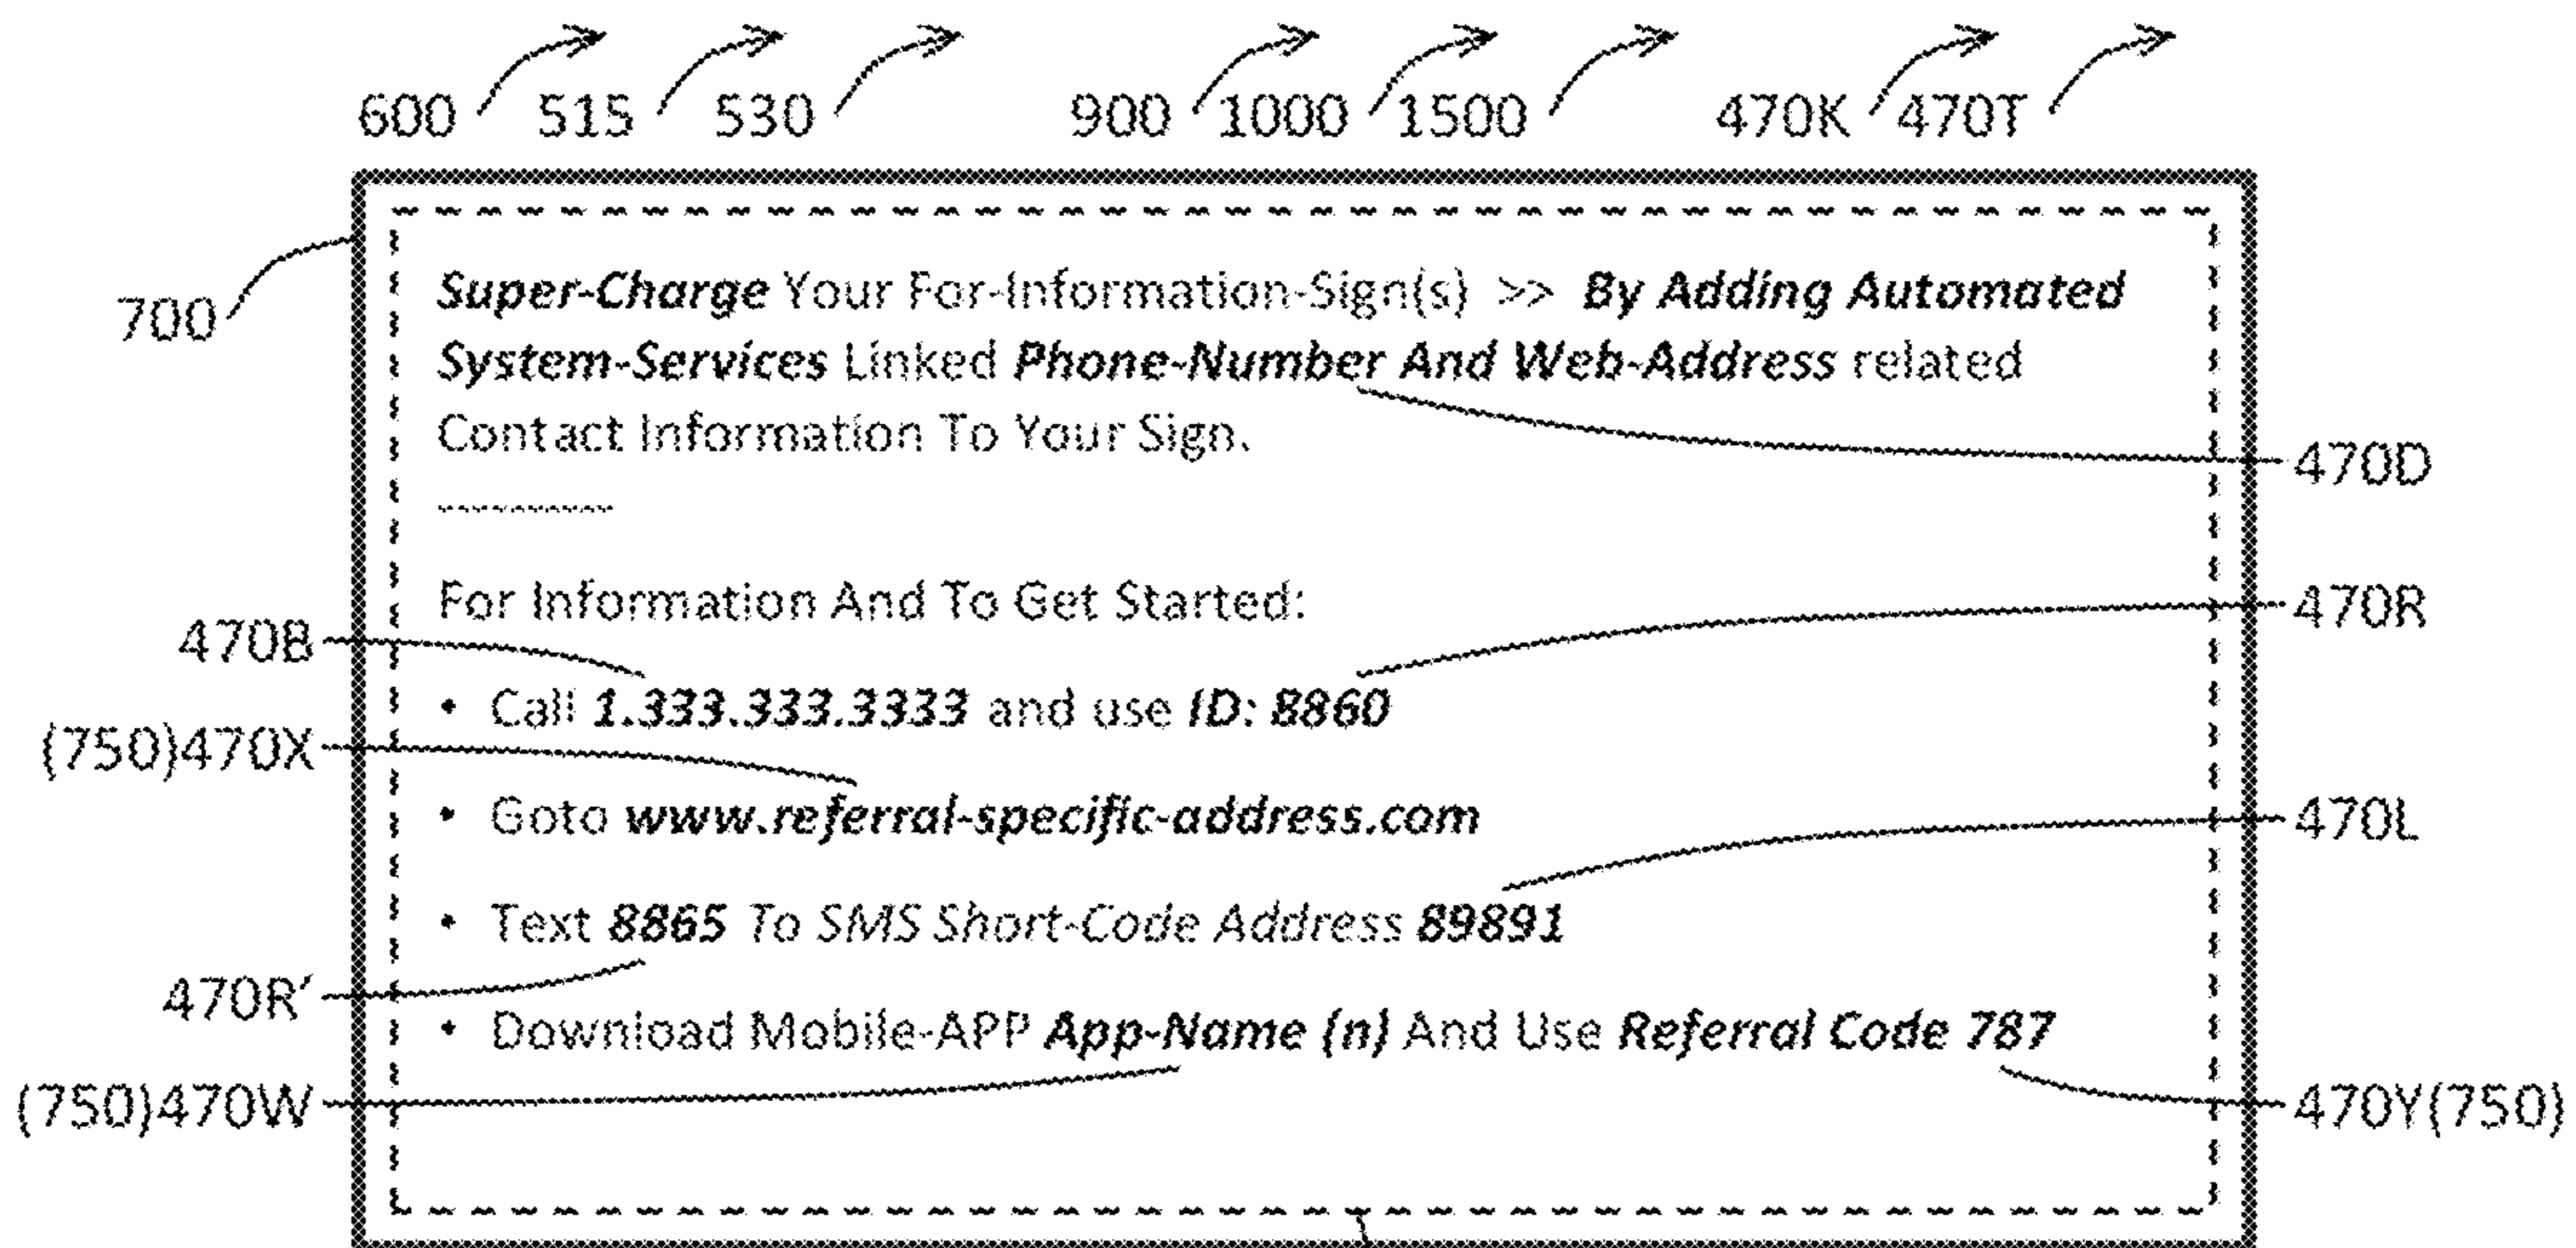 600 515 530 900 1000 1500 470K 470T
700
Super-Charge Your For-Information-Sign(s) >> By Adding Automated
System-Services Linked Phone-Number And Web-Address related
Contact Information To Your Sign.
470D
-----------
For Information And To Get Started:
470R
470B
• Call 1.333.333.3333 and use ID: 8860
(750)470X
• Goto www.referral-specific-address.com
470L
• Text 8865 To SMS Short-Code Address 89891
470R’
• Download Mobile-APP App-Name (n) And Use Referral Code 787
(750)470W
470Y(750)